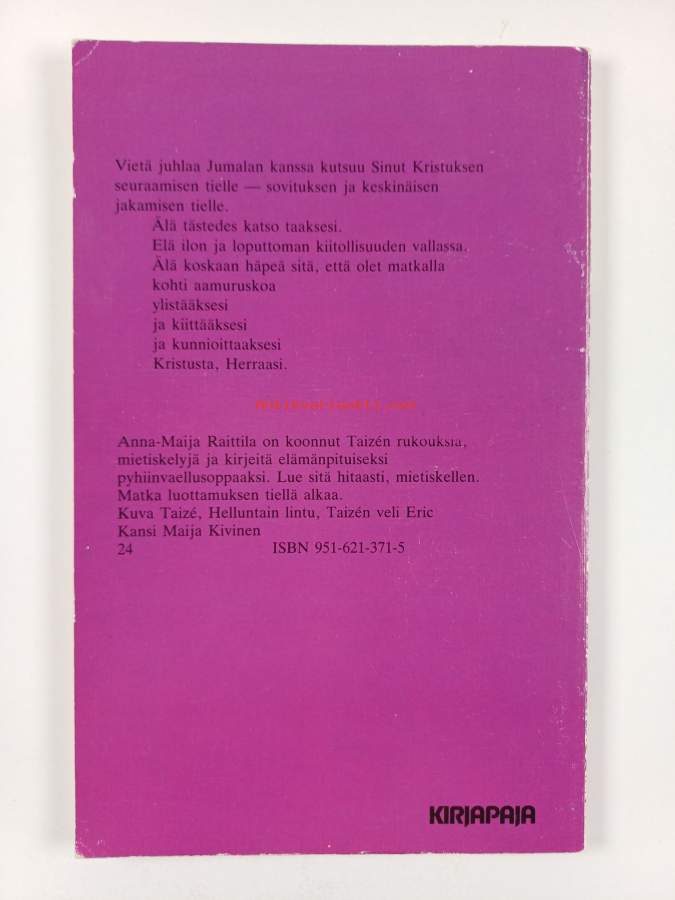 Vietä juhlaa Jumalan kanssa kutsuu Sinut Kristuksen
seuraamisen tielle — sovituksen ja keskinäisen
jakamisen tielle.
Älä tästedes katso taaksesi.
Elä ilon ja loputtoman kiitollisuuden vallassa.
Älä koskaan häpeä sitä, että olet matkalla
kohti aamuruskoa
ylistääksesi
ja kiittääksesi
ja kunnioittaaksesi
Kristusta, Herraasi.
Anna-Maija Raittila on koonnut Taizén rukouksia,
mietiskelyjä ja kirjeitä elämänpituiseksi
pyhiinvaellusoppaaksi. Lue sitä hitaasti, mietiskellen.
Matka luottamuksen tiellä alkaa.
Kuva Taizé, Helluntain lintu, Taizén veli Eric
Kansi Maija Kivinen
24 ISBN 951-621-371-5
KIRJAPAJA